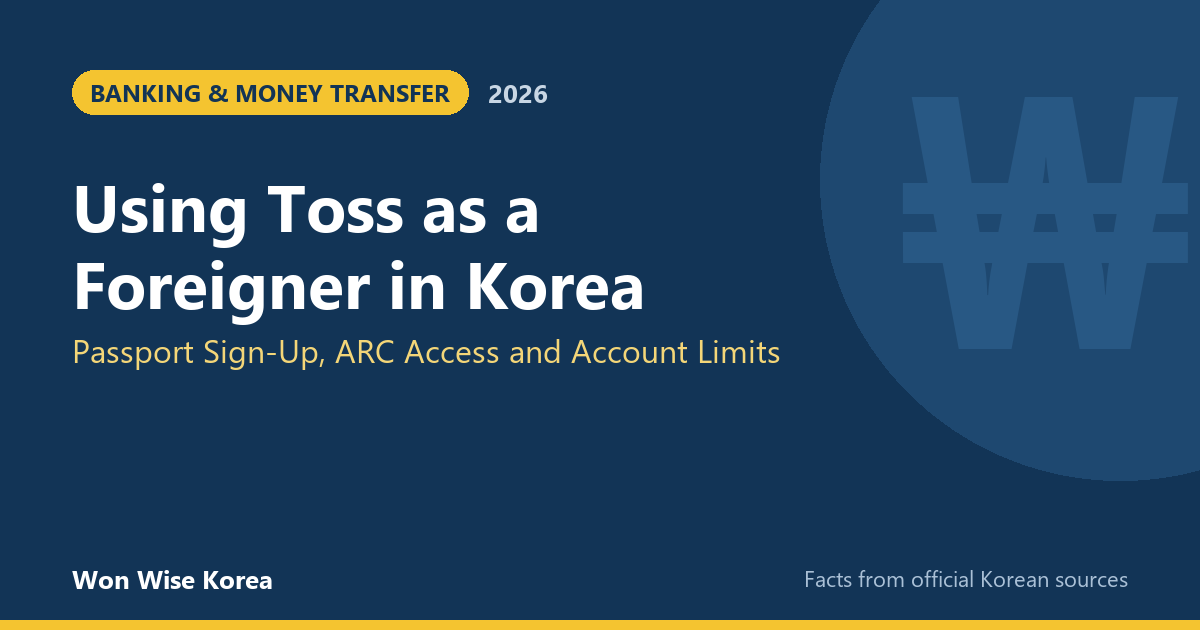 BANKING & MONEY TRANSFER 2026
Using Toss as a
Foreigner in Korea
Passport Sign-Up, ARC Access and Account Limits
₩
Won Wise Korea
Facts from official Korean sources